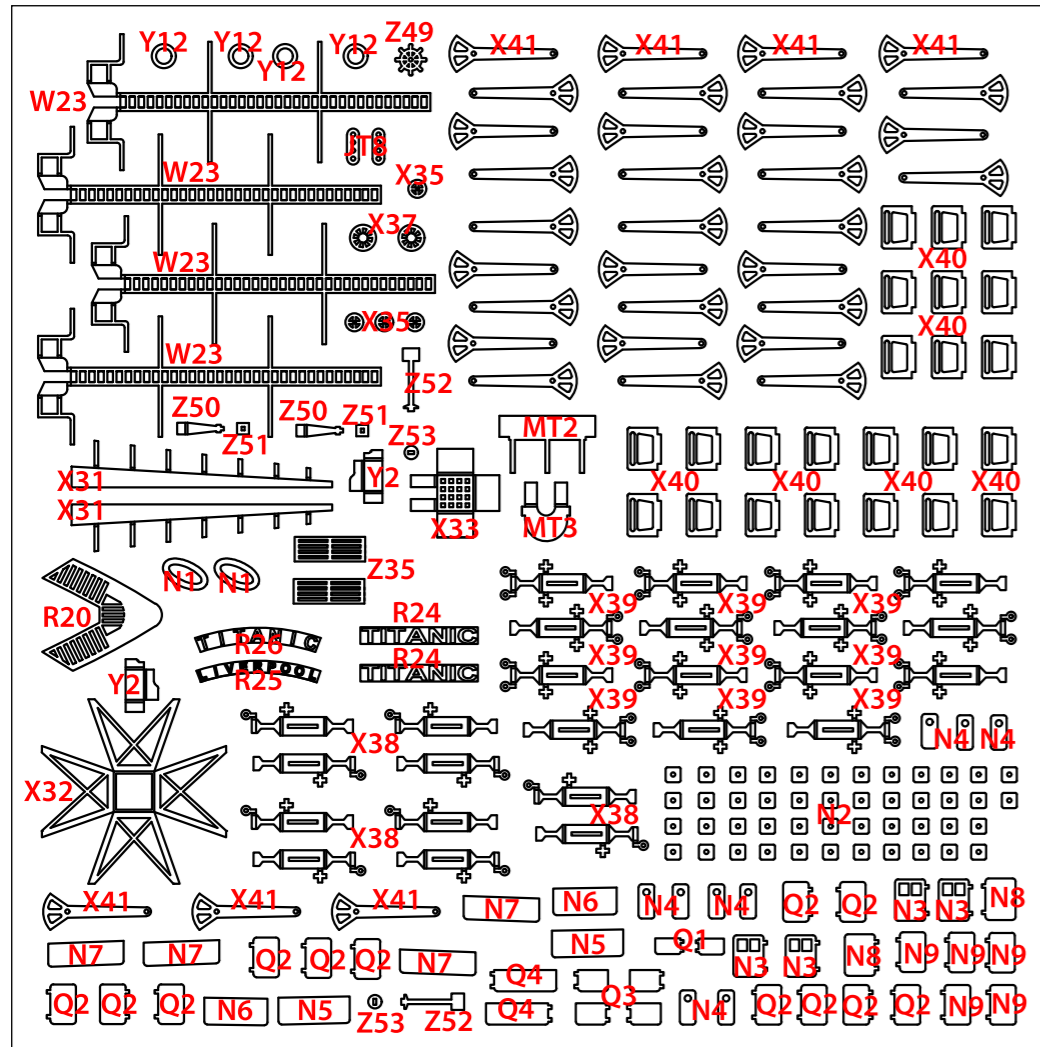 Y12 Y12 Y12 Y12 Z49 X41 X41 X41 X41
W23
JT8
W23 X35
X37
W23 X40
X35 X40
W23 Z52
Z50 Z51 Z50 Z51 MT2
Z53
X31 Y2 X40 X40 X40 X40
X31 X33 MT3
N1 N1 Z35
R20 X39 X39 X39
R24
TITANIC TITANIC
R26
LIVERPOOL R24 X39 X39 X39
R25 TITANIC
Y2
X39 X39 X39
X38 N4 N4
X32
X38 X38 N2
X41 X41 X41 N7 N6 N4 N4 Q2 Q2 N3 N3 N8
N7 N7 Q2 Q2 Q2 N7 N5 Q1 N3 N3 N8 N9 N9 N9
Q4 Q3
Q2 Q2 Q2 N6 N5 Z53 Z52 Q4 N4 Q2 Q2 Q2 Q2 N9 N9